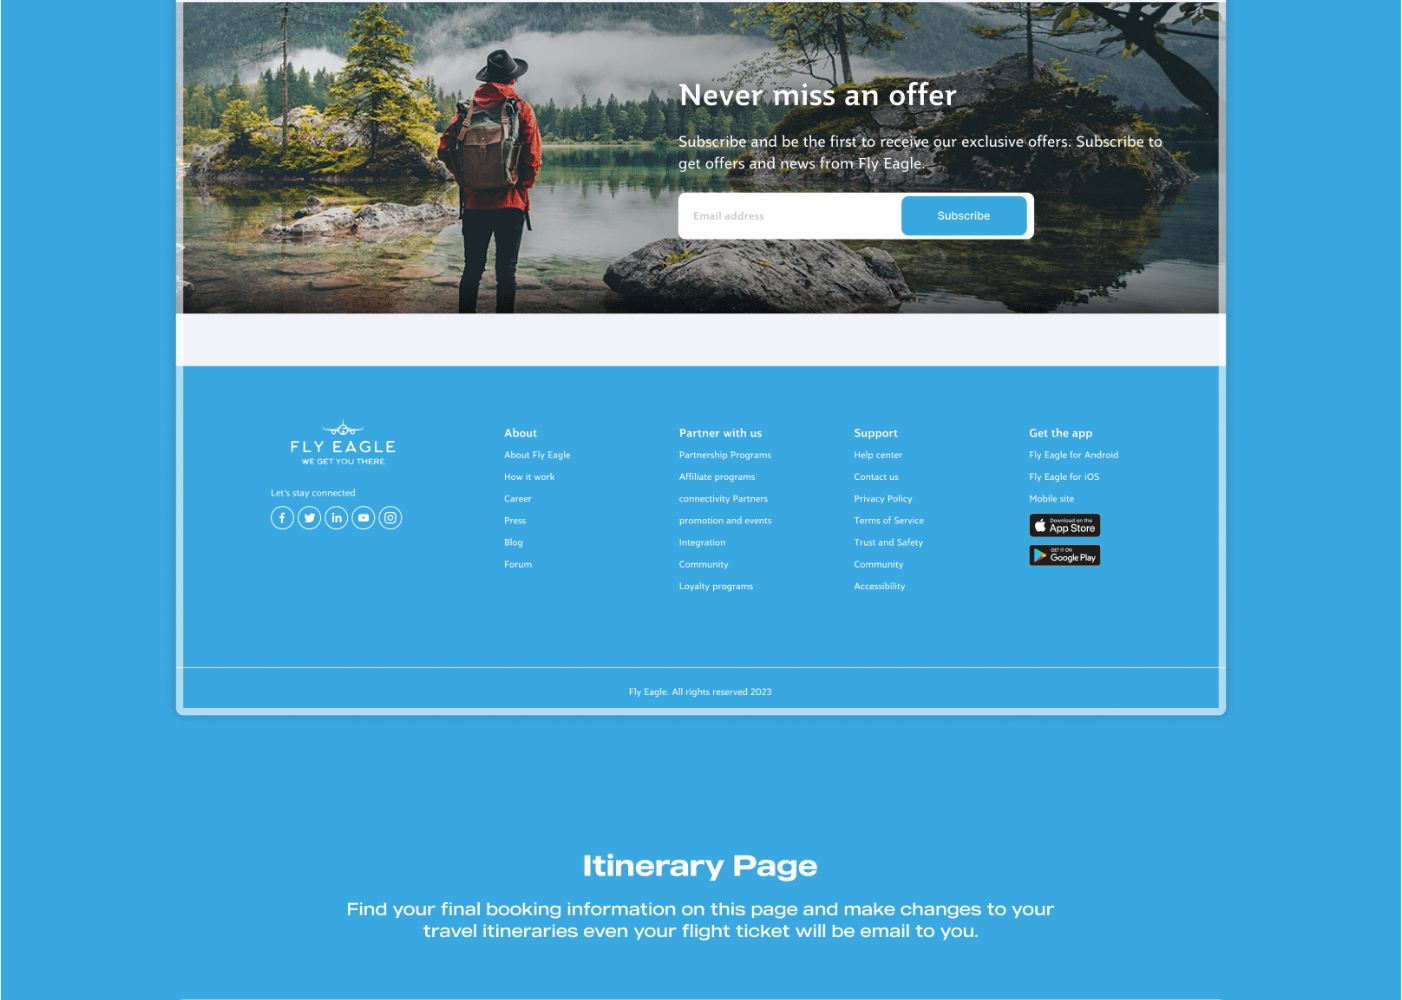 Never miss an offer
Subscribe and be the first to receive our exclusive offers. Subscribe to
get offers and news from Fly Eagle.
Email address
Subscribe
FLY EAGLE
WE GET YOU THERE
Let's stay connected
About
About Fly Eagle
How it work
Career
Press
Blog
Forum
Partner with us
Partnership Programs
Affiliate programs
connectivity Partners
promotion and events
Integration
Community
Loyalty programs
Support
Help center
Contact us
Privacy Policy
Terms of Service
Trust and Safety
Community
Accessibility
Get the app
Fly Eagle for Android
Fly Eagle for iOS
Mobile site
Download on the
App Store
GET IT ON
Google Play
Fly Eagle. All rights reserved 2023
Itinerary Page
Find your final booking information on this page and make changes to your
travel itineraries even your flight ticket will be email to you.